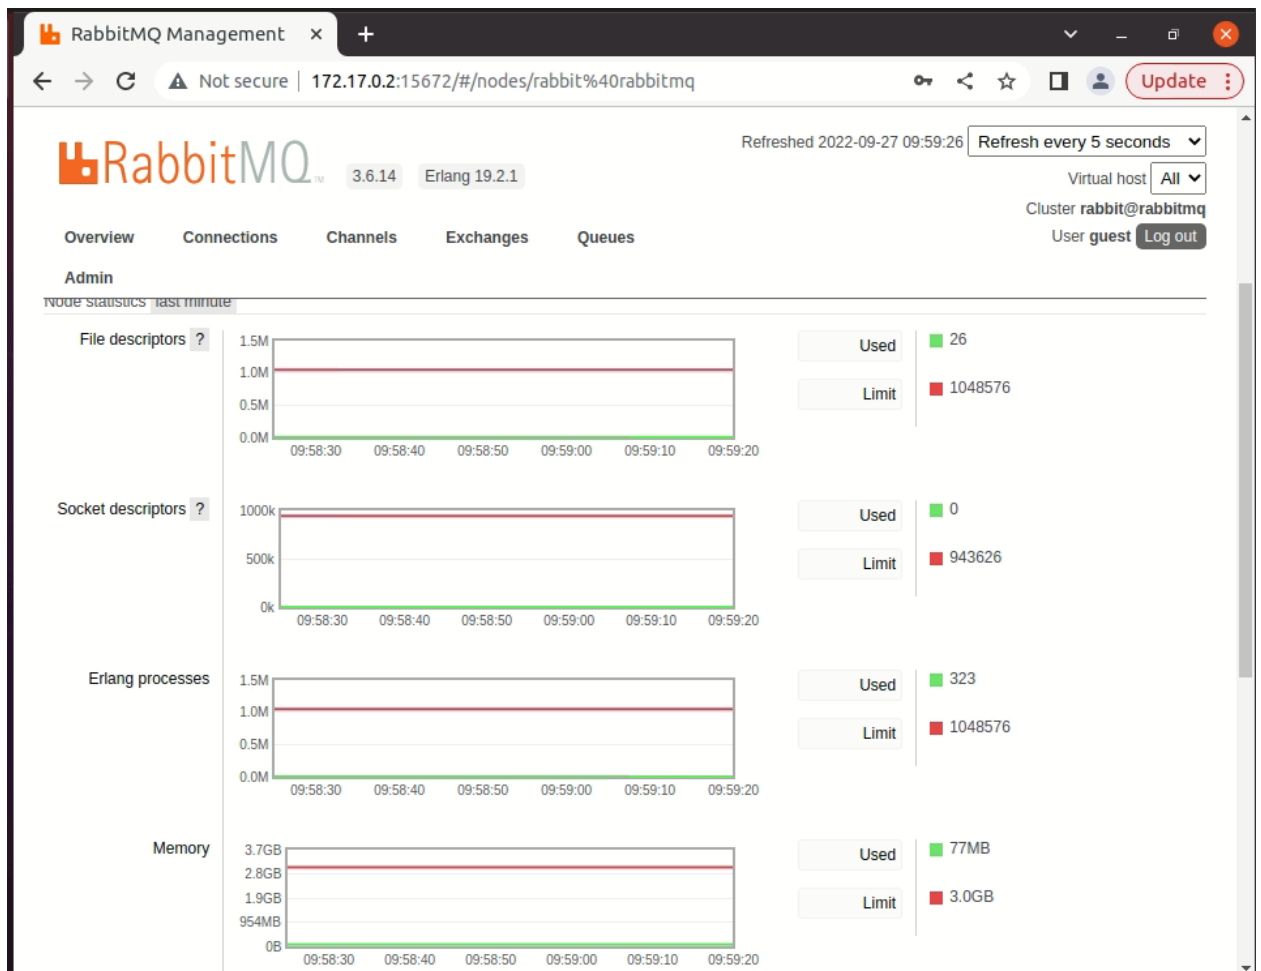 RabbitMQ Management
Not secure | 172.17.0.2:15672/#/nodes/rabbit%40rabbitmq Update
RabbitMQ TM 3.6.14 Erlang 19.2.1
Refreshed 2022-09-27 09:59:26 Refresh every 5 seconds
Virtual host All
Cluster rabbit@rabbitmq
User guest Log out
Overview Connections Channels Exchanges Queues
Admin
Node statistics last minute
File descriptors ?
1.5M
1.0M
0.5M
0.0M
09:58:30 09:58:40 09:58:50 09:59:00 09:59:10 09:59:20
Used 26
Limit 1048576
Socket descriptors ?
1000k
500k
0k
09:58:30 09:58:40 09:58:50 09:59:00 09:59:10 09:59:20
Used 0
Limit 943626
Erlang processes
1.5M
1.0M
0.5M
0.0M
09:58:30 09:58:40 09:58:50 09:59:00 09:59:10 09:59:20
Used 323
Limit 1048576
Memory
3.7GB
2.8GB
1.9GB
954MB
0B
09:58:30 09:58:40 09:58:50 09:59:00 09:59:10 09:59:20
Used 77MB
Limit 3.0GB